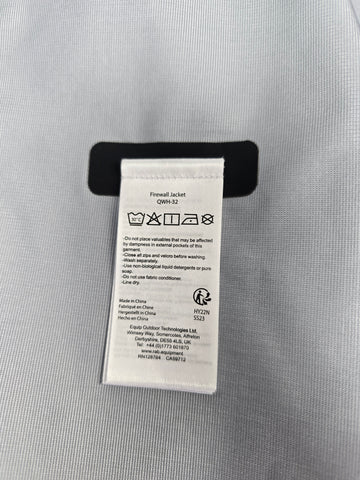 Firewall Jacket
QWH-32
30°C
-Do not place valuables that may be affected
by dampness in external pockets of this
garment.
-Close all zips and velcro before washing.
-Wash separately.
-Use non-biological liquid detergents or pure
soap.
-Do not use fabric conditioner.
-Line dry.
Made in China
Fabriqué en Chine
Hergestellt in China
Hecho en China
HY22N
SS23
Equip Outdoor Technologies Ltd.
Wimsey Way, Somercotes, Alfreton
Derbyshire, DE55 4LS, UK
Tel: +44 (0)1773 601870
www.rab.equipment
RN128794 CA59712